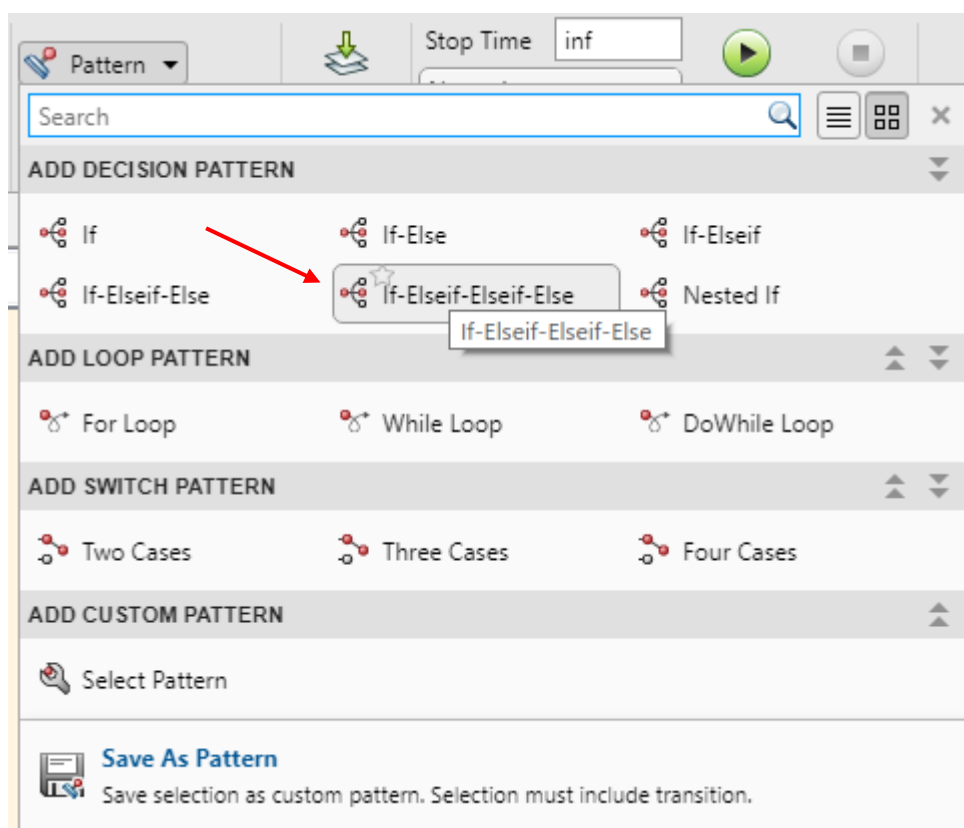 Pattern
Stop Time inf
Search
ADD DECISION PATTERN
If If-Else If-Elseif
If-Elseif-Else If-Elseif-Elseif-Else Nested If
If-Elseif-Elseif-Else
ADD LOOP PATTERN
For Loop While Loop DoWhile Loop
ADD SWITCH PATTERN
Two Cases Three Cases Four Cases
ADD CUSTOM PATTERN
Select Pattern
Save As Pattern
Save selection as custom pattern. Selection must include transition.